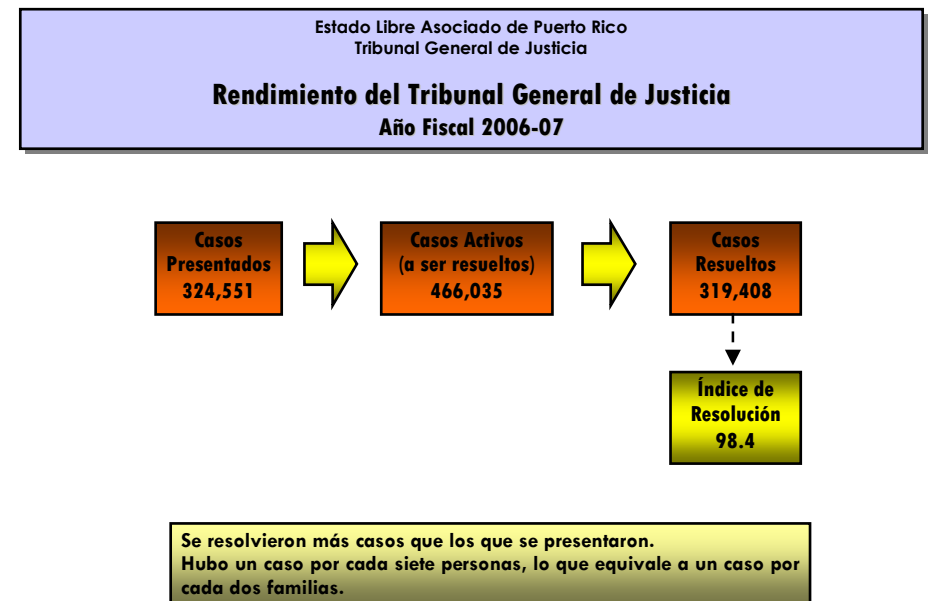 Estado Libre Asociado de Puerto Rico
Tribunal General de Justicia
Rendimiento del Tribunal General de Justicia
Año Fiscal 2006-07
Casos
Presentados
324,551
Casos Activos
(a ser resueltos)
466,035
Casos
Resueltos
319,408
Índice de
Resolución
98.4
Se resolvieron más casos que los que se presentaron.
Hubo un caso por cada siete personas, lo que equivale a un caso por
cada dos familias.